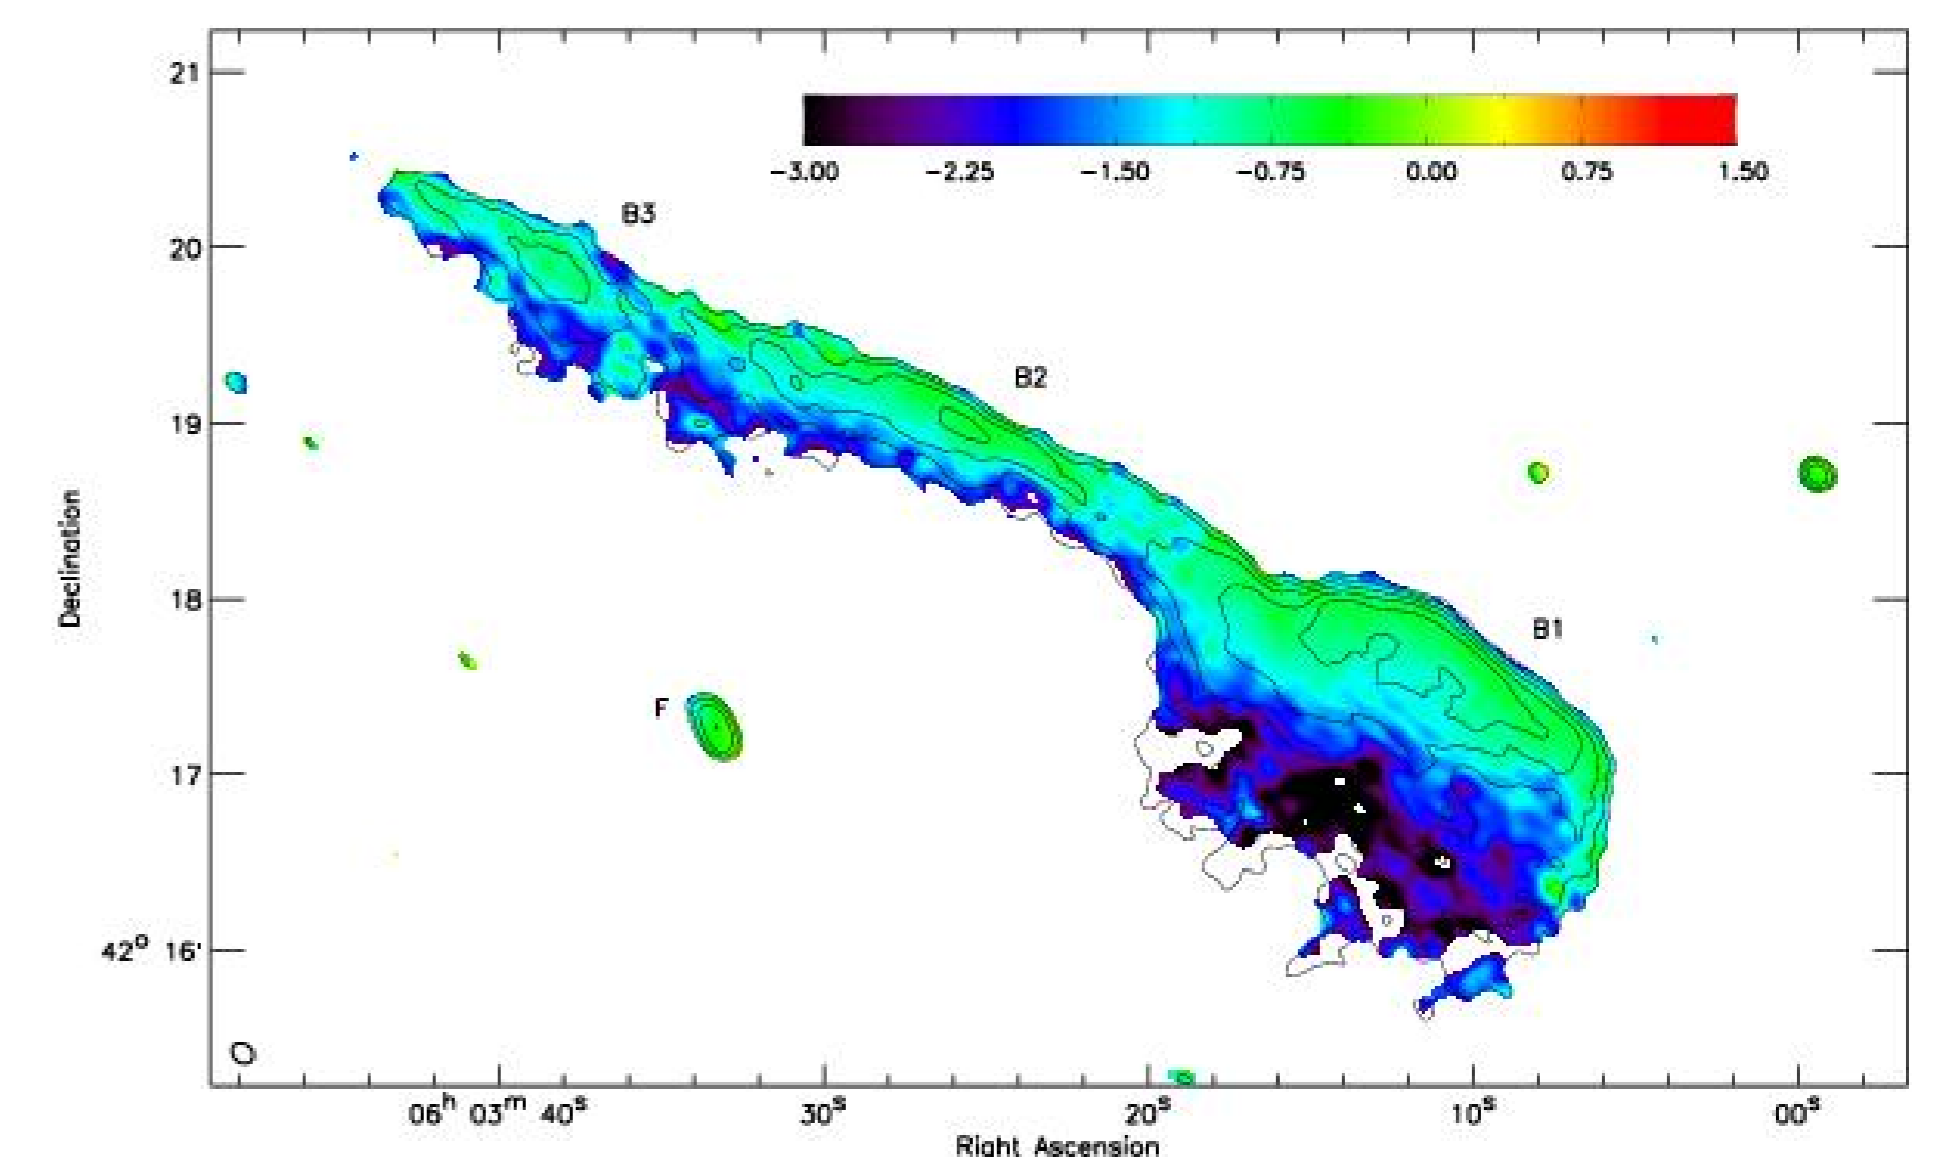 21
-3.00 -2.25 -1.50 -0.75 0.00 0.75 1.50
B3
20
B2
19
18
B1
F
17
42° 16'
06h 03m 40s 30s 20s 10s 00s
Right Ascension
Declination